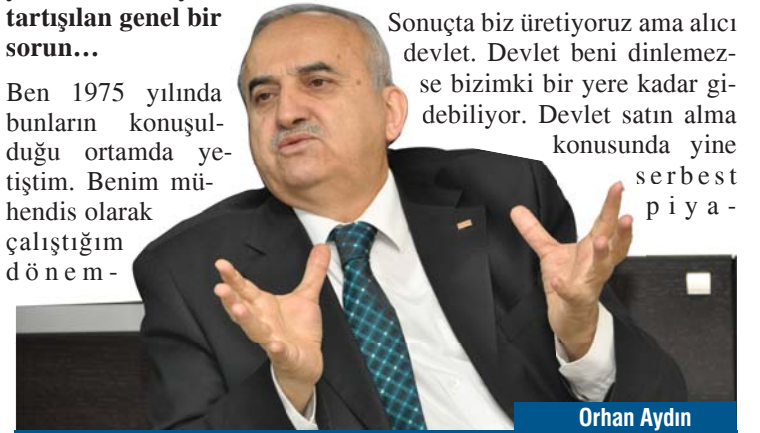 tartışılan genel bir
sorun…
Ben 1975 yılında
bunların konuşul-
duğu ortamda ye-
tiştim. Benim mü-
hendis olarak
çalıştığım
dönem-
Sonuçta biz üretiyoruz ama alıcı
devlet. Devlet beni dinlemez-
se bizimki bir yere kadar gi-
debiliyor. Devlet satın alma
konusunda yine
serbest
piya-
Orhan Aydın